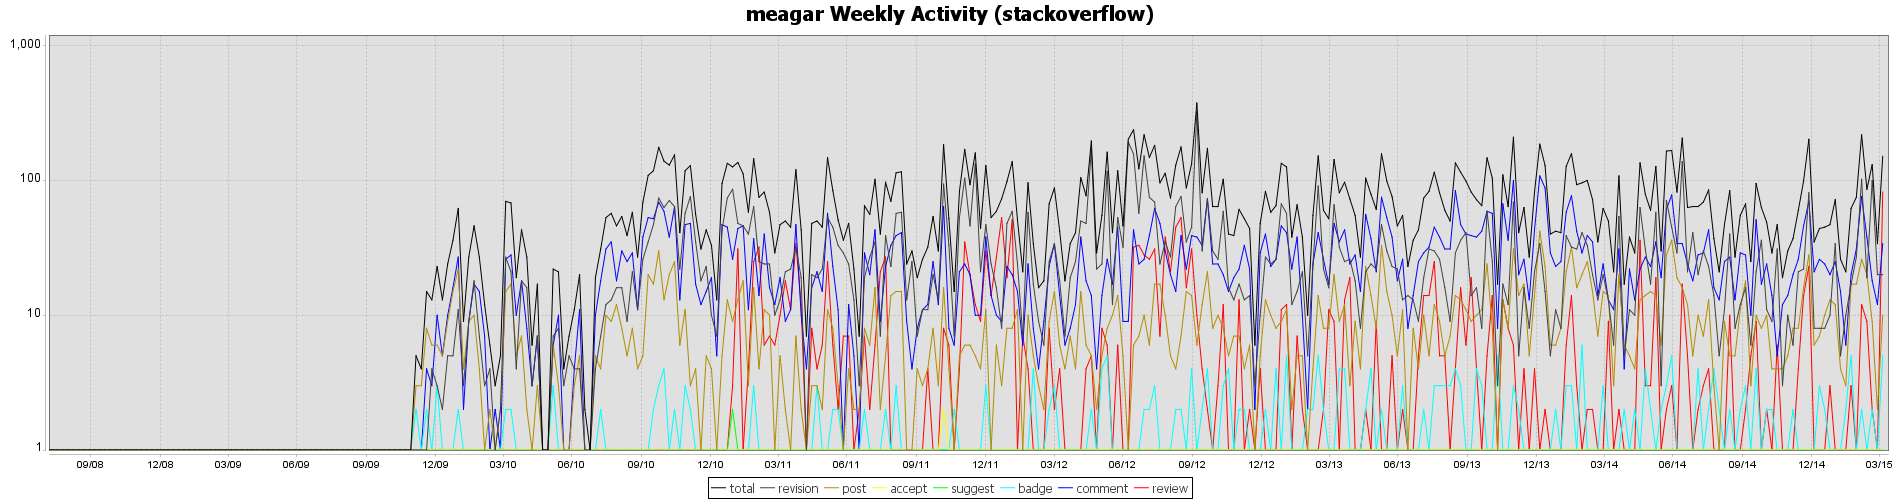 meagar Weekly Activity (stackoverflow)
1,000
100
10
1
09/08 12/08 03/09 06/09 09/09 12/09 03/10 06/10 09/10 12/10 03/11 06/11 09/11 12/11 03/12 06/12 09/12 12/12 03/13 06/13 09/13 12/13 03/14 06/14 09/14 12/14 03/15
total revision post accept suggest badge comment review